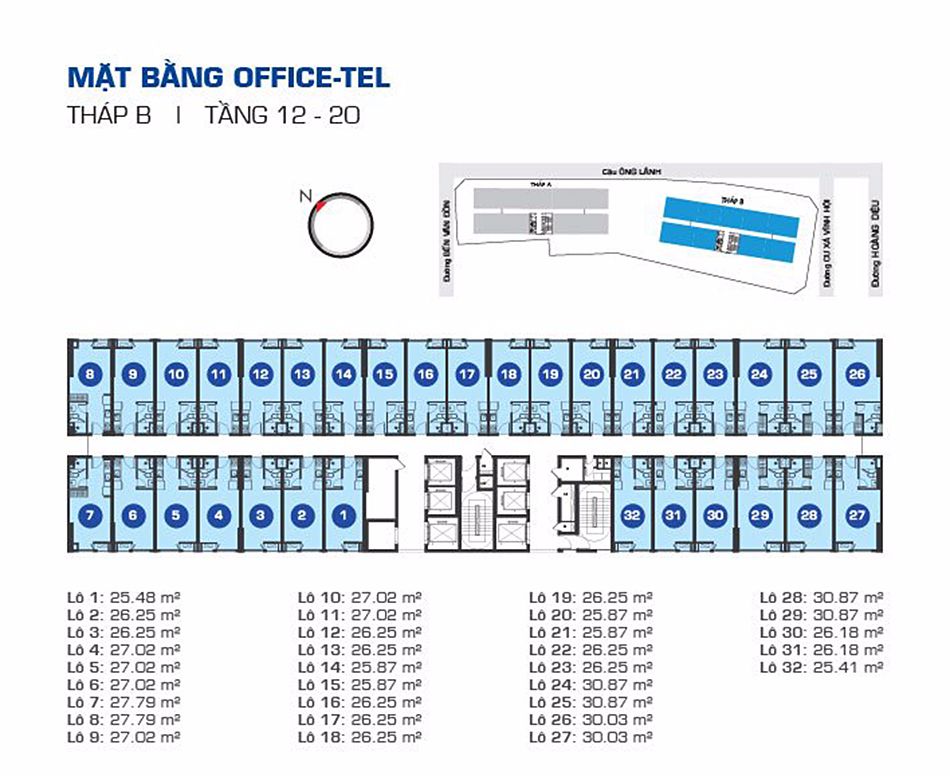 MẶT BẰNG OFFICE-TEL
THÁP B | TẦNG 12 - 20
N
Cầu ÔNG LÃNH
THÁP A
THÁP B
Đường BẾN VÂN ĐỒN
Đường CƯ XÁ VĨNH HỘI
Đường HOÀNG DIỆU
8 9 10 11 12 13 14 15 16 17 18 19 20 21 22 23 24 25 26
7 6 5 4 3 2 1 32 31 30 29 28 27
Lô 1: 25.48 m²
Lô 2: 26.25 m²
Lô 3: 26.25 m²
Lô 4: 27.02 m²
Lô 5: 27.02 m²
Lô 6: 27.02 m²
Lô 7: 27.79 m²
Lô 8: 27.79 m²
Lô 9: 27.02 m²
Lô 10: 27.02 m²
Lô 11: 27.02 m²
Lô 12: 26.25 m²
Lô 13: 26.25 m²
Lô 14: 25.87 m²
Lô 15: 25.87 m²
Lô 16: 26.25 m²
Lô 17: 26.25 m²
Lô 18: 26.25 m²
Lô 19: 26.25 m²
Lô 20: 25.87 m²
Lô 21: 25.87 m²
Lô 22: 26.25 m²
Lô 23: 26.25 m²
Lô 24: 30.87 m²
Lô 25: 30.87 m²
Lô 26: 30.03 m²
Lô 27: 30.03 m²
Lô 28: 30.87 m²
Lô 29: 30.87 m²
Lô 30: 26.18 m²
Lô 31: 26.18 m²
Lô 32: 25.41 m²